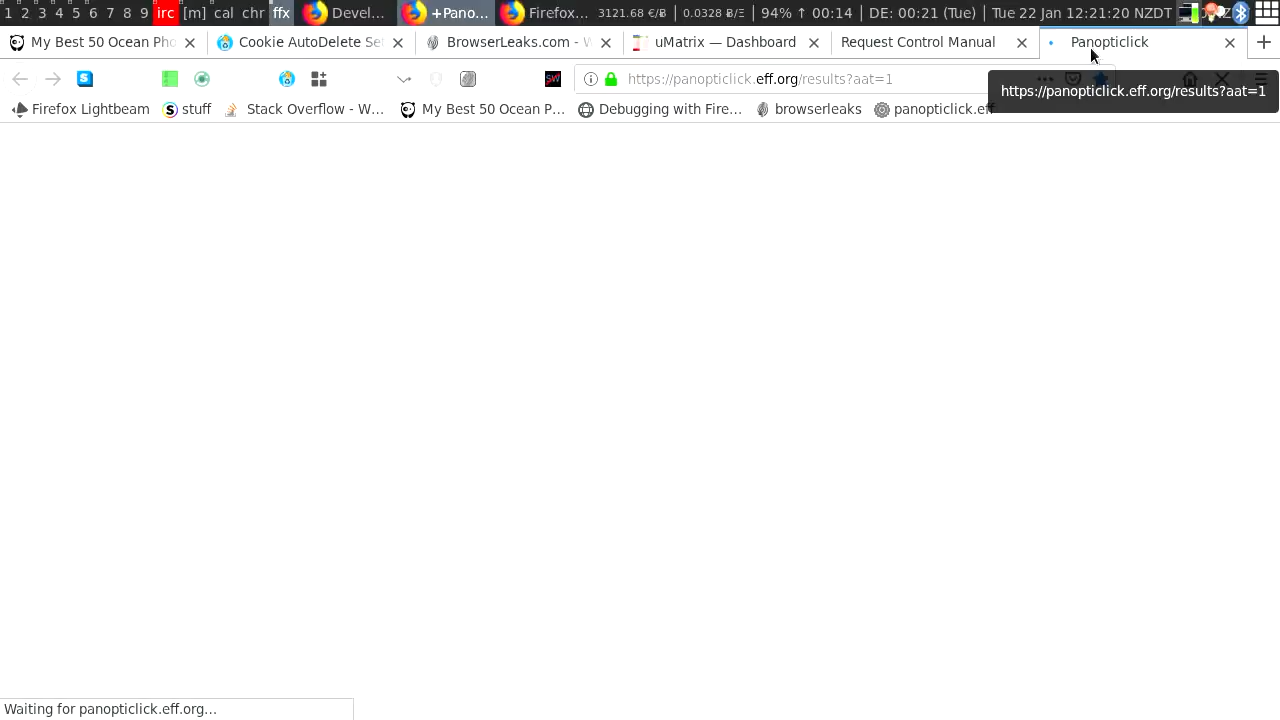 1 2 3 4 5 6 7 8 9 irc [m] cal chr ffx Devel... +Pano... Firefox... 3121.68 €/Ƀ | 0.0328 Ƀ/Ξ | 94% ↑ 00:14 | DE: 00:21 (Tue) | Tue 22 Jan 12:21:20 NZDT
My Best 50 Ocean Pho Cookie AutoDelete Set BrowserLeaks.com - uMatrix — Dashboard Request Control Manual Panopticlick
https://panopticlick.eff.org/results?aat=1
https://panopticlick.eff.org/results?aat=1
Firefox Lightbeam stuff Stack Overflow - W... My Best 50 Ocean P... Debugging with Fire... browserleaks panopticlick.eff
Waiting for panopticlick.eff.org...